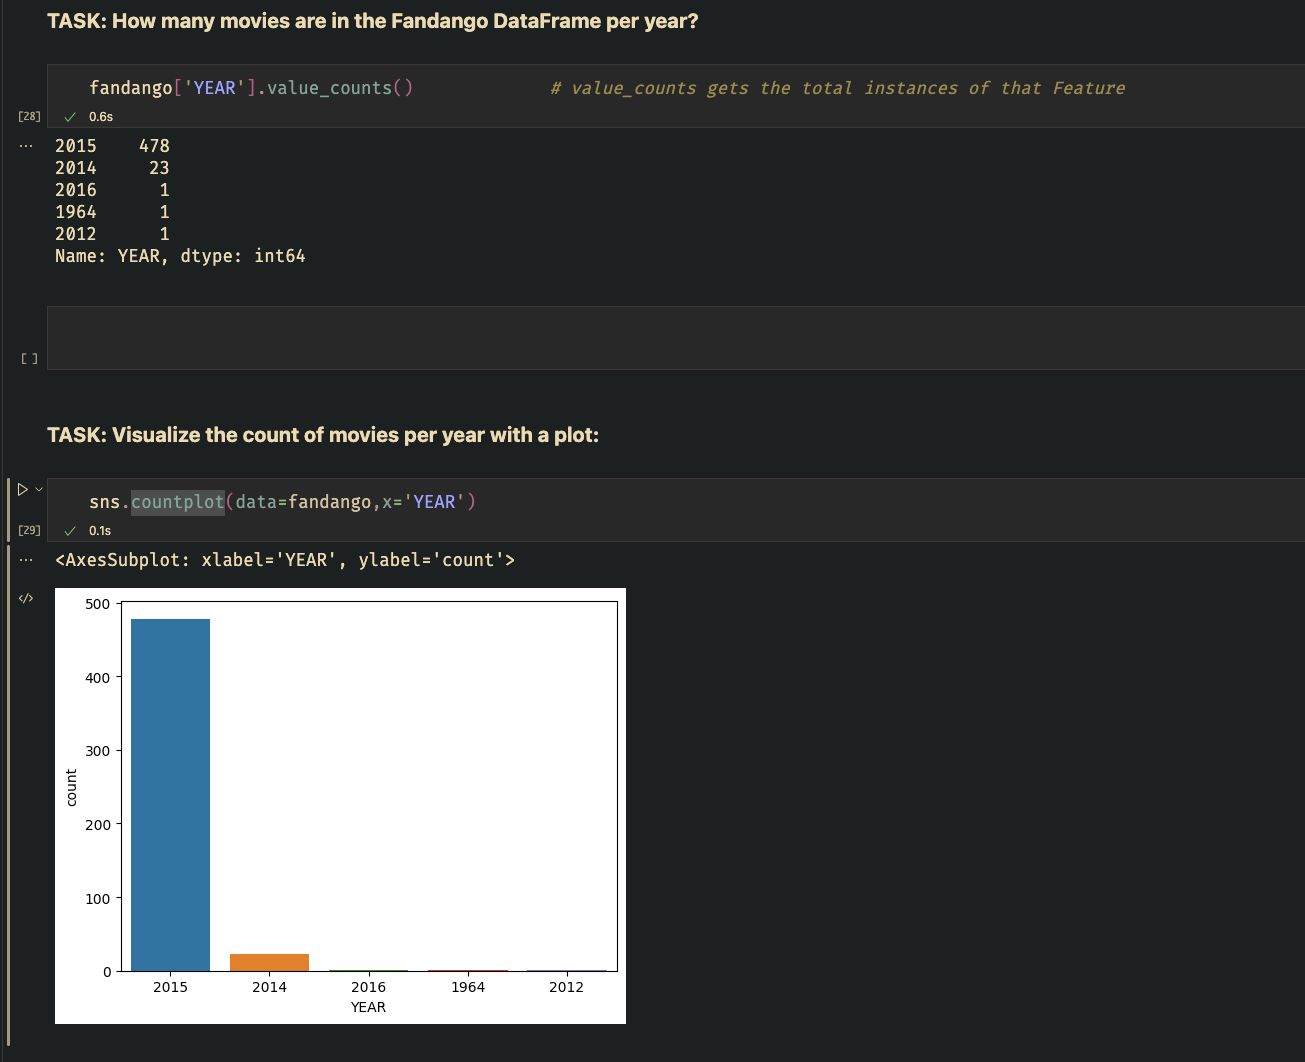 TASK: How many movies are in the Fandango DataFrame per year?
fandango['YEAR'].value_counts() # value_counts gets the total instances of that Feature
[28] ✓ 0.6s
... 2015 478
2014 23
2016 1
1964 1
2012 1
Name: YEAR, dtype: int64
[ ]
TASK: Visualize the count of movies per year with a plot:
sns.countplot(data=fandango,x='YEAR')
[29] ✓ 0.1s
... <AxesSubplot: xlabel='YEAR', ylabel='count'>
</>
500
400
300
200
100
0
count
2015 2014 2016 1964 2012
YEAR